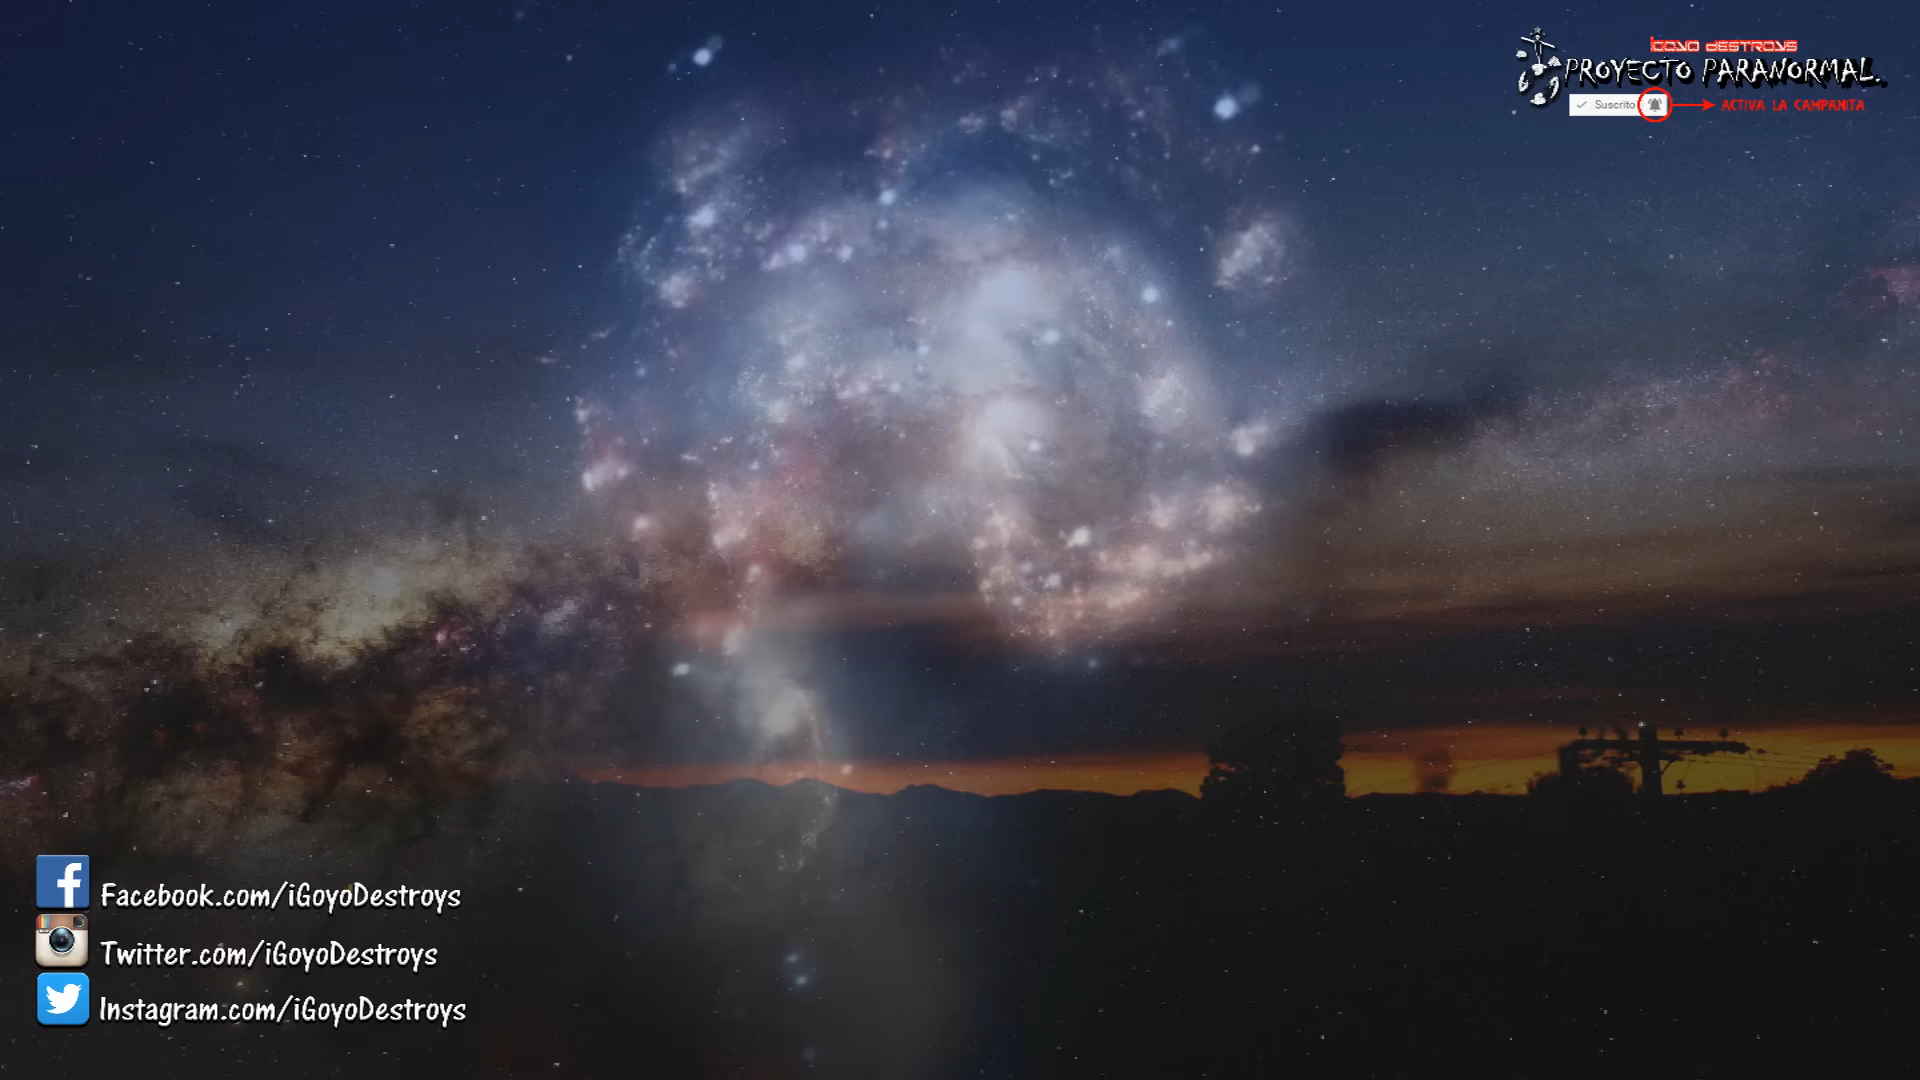 iGOYO DESTROYS
PROYECTO PARANORMAL.
Suscrito
ACTIVA LA CAMPANITA
Facebook.com/iGoyoDestroys
Twitter.com/iGoyoDestroys
Instagram.com/iGoyoDestroys